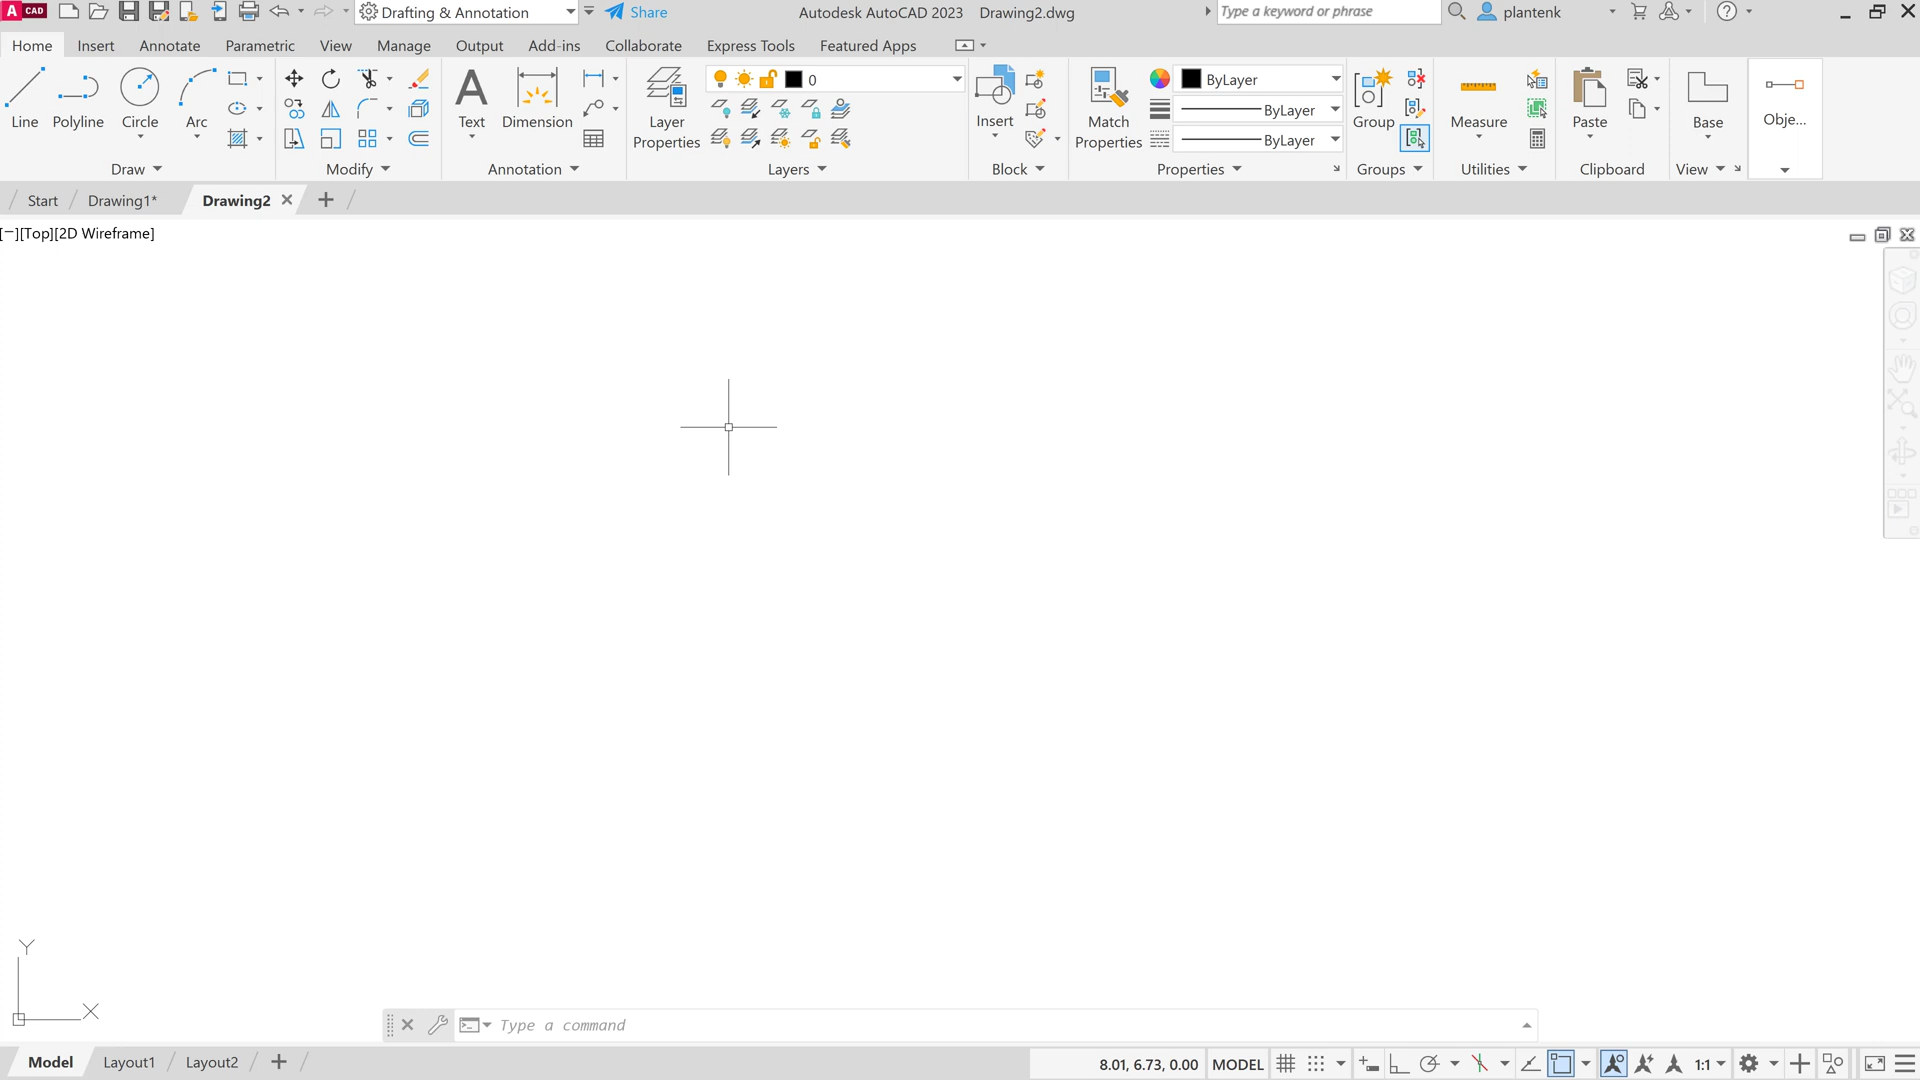 A CAD
Drafting & Annotation
Share
Autodesk AutoCAD 2023 Drawing2.dwg
Type a keyword or phrase
plantenk
Home Insert Annotate Parametric View Manage Output Add-ins Collaborate Express Tools Featured Apps
Line Polyline Circle Arc
Draw
Modify
Text Dimension
Annotation
Layer Properties
0
Layers
Insert
Block
Match Properties
ByLayer
ByLayer
ByLayer
Properties
Group
Groups
Measure
Utilities
Paste
Clipboard
Base
View
Obje...
Start Drawing1* Drawing2
[−][Top][2D Wireframe]
Y
X
Type a command
Model Layout1 Layout2
8.01, 6.73, 0.00 MODEL
1:1